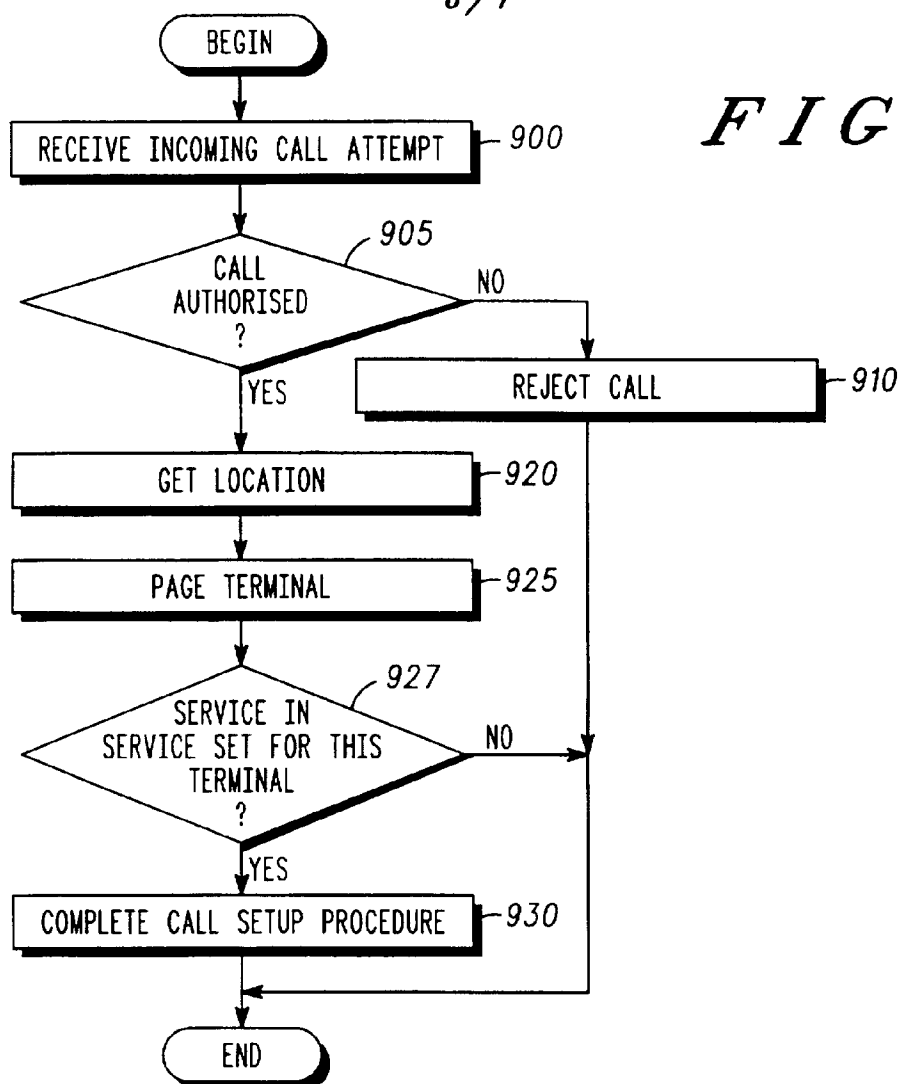 BEGIN
FIG
RECEIVE INCOMING CALL ATTEMPT
900
905
CALL
AUTHORISED
?
NO
YES
REJECT CALL
910
GET LOCATION
920
PAGE TERMINAL
925
927
SERVICE IN
SERVICE SET FOR THIS
TERMINAL
?
NO
YES
COMPLETE CALL SETUP PROCEDURE
930
END